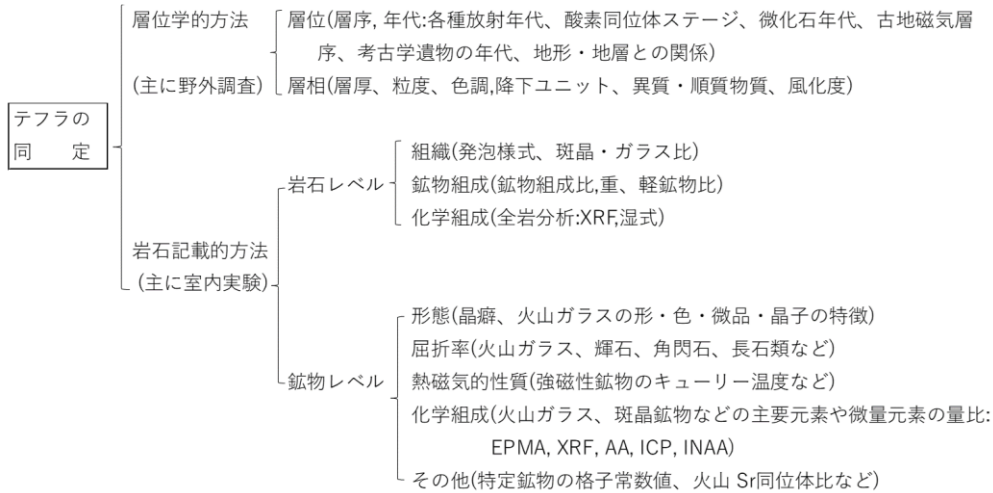 層位学的方法
(主に野外調査)
層位(層序, 年代:各種放射年代、酸素同位体ステージ、微化石年代、古地磁気層
序、考古学遺物の年代、地形・地層との関係)
層相(層厚、粒度、色調,降下ユニット、異質・順質物質、風化度)
テフラの
同 定
岩石記載的方法
(主に室内実験)
岩石レベル
組織(発泡様式、斑晶・ガラス比)
鉱物組成(鉱物組成比,重、軽鉱物比)
化学組成(全岩分析:XRF,湿式)
鉱物レベル
形態(晶癖、火山ガラスの形・色・微品・晶子の特徴)
屈折率(火山ガラス、輝石、角閃石、長石類など)
熱磁気的性質(強磁性鉱物のキューリー温度など)
化学組成(火山ガラス、斑晶鉱物などの主要元素や微量元素の量比:
EPMA, XRF, AA, ICP, INAA)
その他(特定鉱物の格子常数値、火山 Sr同位体比など)